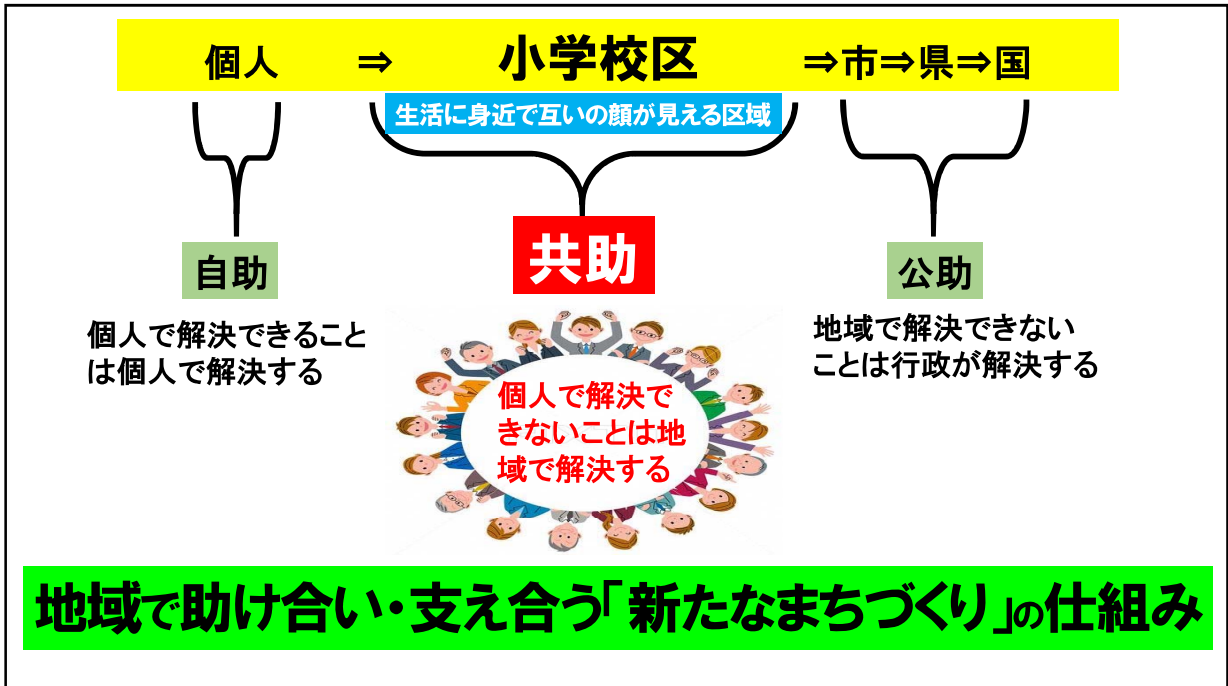 個人 ⇒ 小学校区 ⇒市⇒県⇒国
生活に身近で互いの顔が見える区域
自助
共助
公助
個人で解決できること
は個人で解決する
個人で解決で
きないことは地
域で解決する
地域で解決できない
ことは行政が解決する
地域で助け合い・支え合う「新たなまちづくり」の仕組み